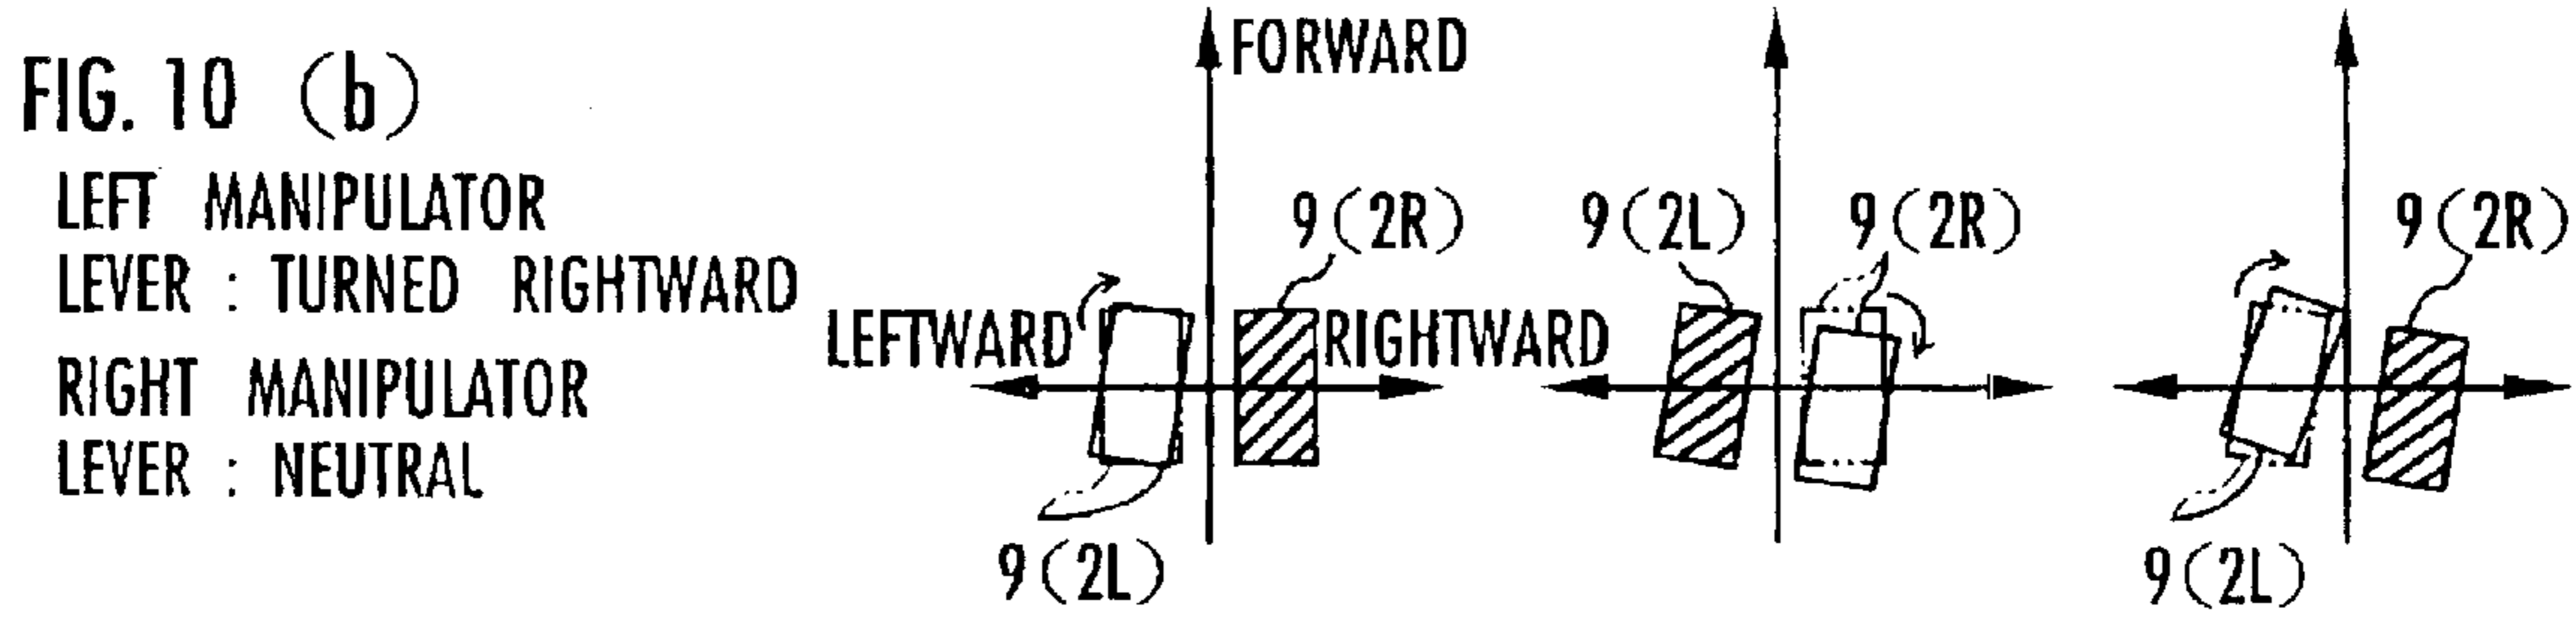 FIG. 10 (b)
LEFT MANIPULATOR
LEVER : TURNED RIGHTWARD
RIGHT MANIPULATOR
LEVER : NEUTRAL
FORWARD
9(2R)
LEFTWARD
RIGHTWARD
9(2L)
9(2L)
9(2R)
9(2R)
9(2L)